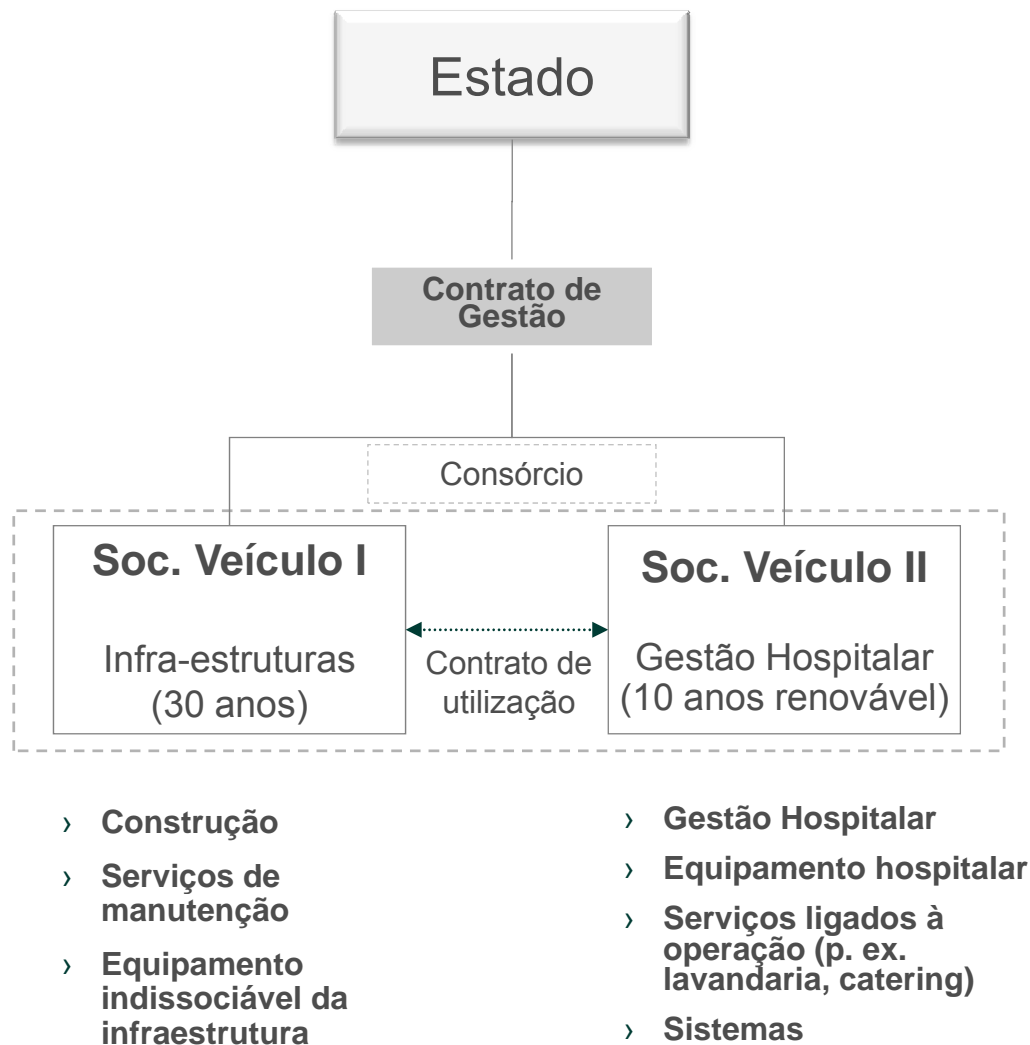 Estado
Contrato de
Gestão
Consórcio
Soc. Veículo I
Infra-estruturas
(30 anos)
Contrato de
utilização
Soc. Veículo II
Gestão Hospitalar
(10 anos renovável)
› Construção
› Serviços de
manutenção
› Equipamento
indissociável da
infraestrutura
› Gestão Hospitalar
› Equipamento hospitalar
› Serviços ligados à
operação (p. ex.
lavandaria, catering)
› Sistemas